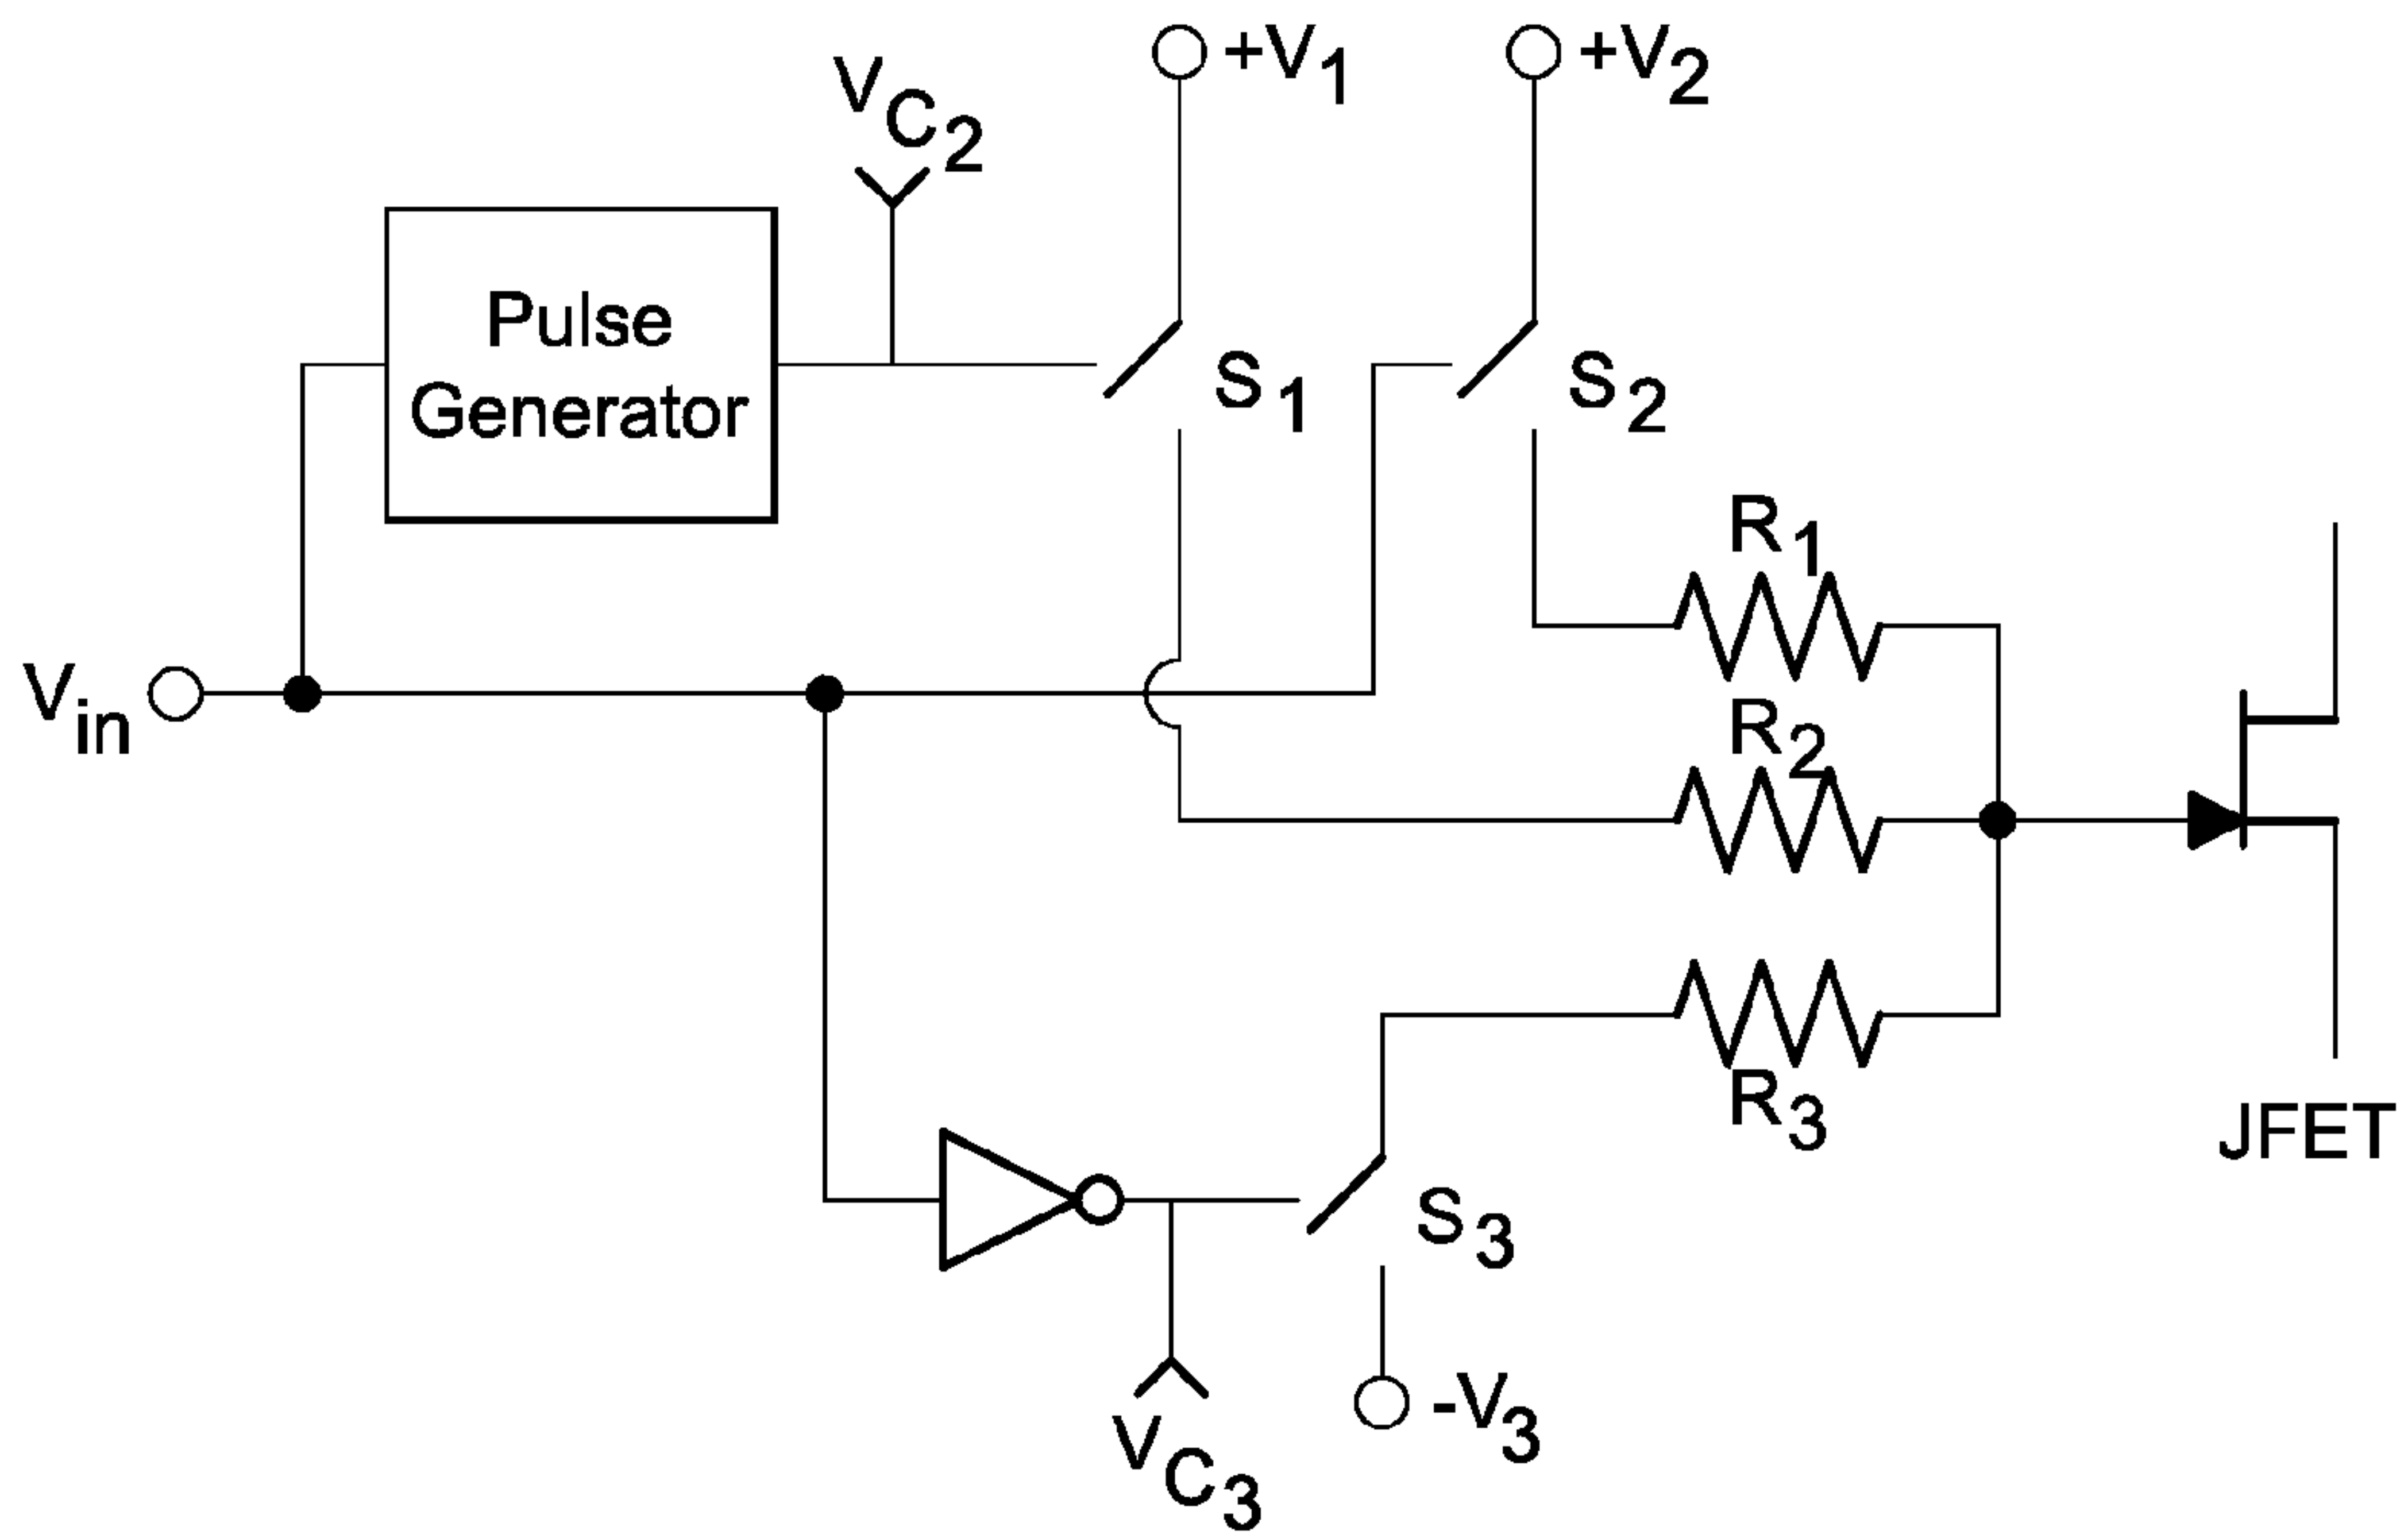 +V1
+V2
VC2
Pulse
Generator
S1
S2
R1
Vin
R2
R3
JFET
S3
-V3
VC3